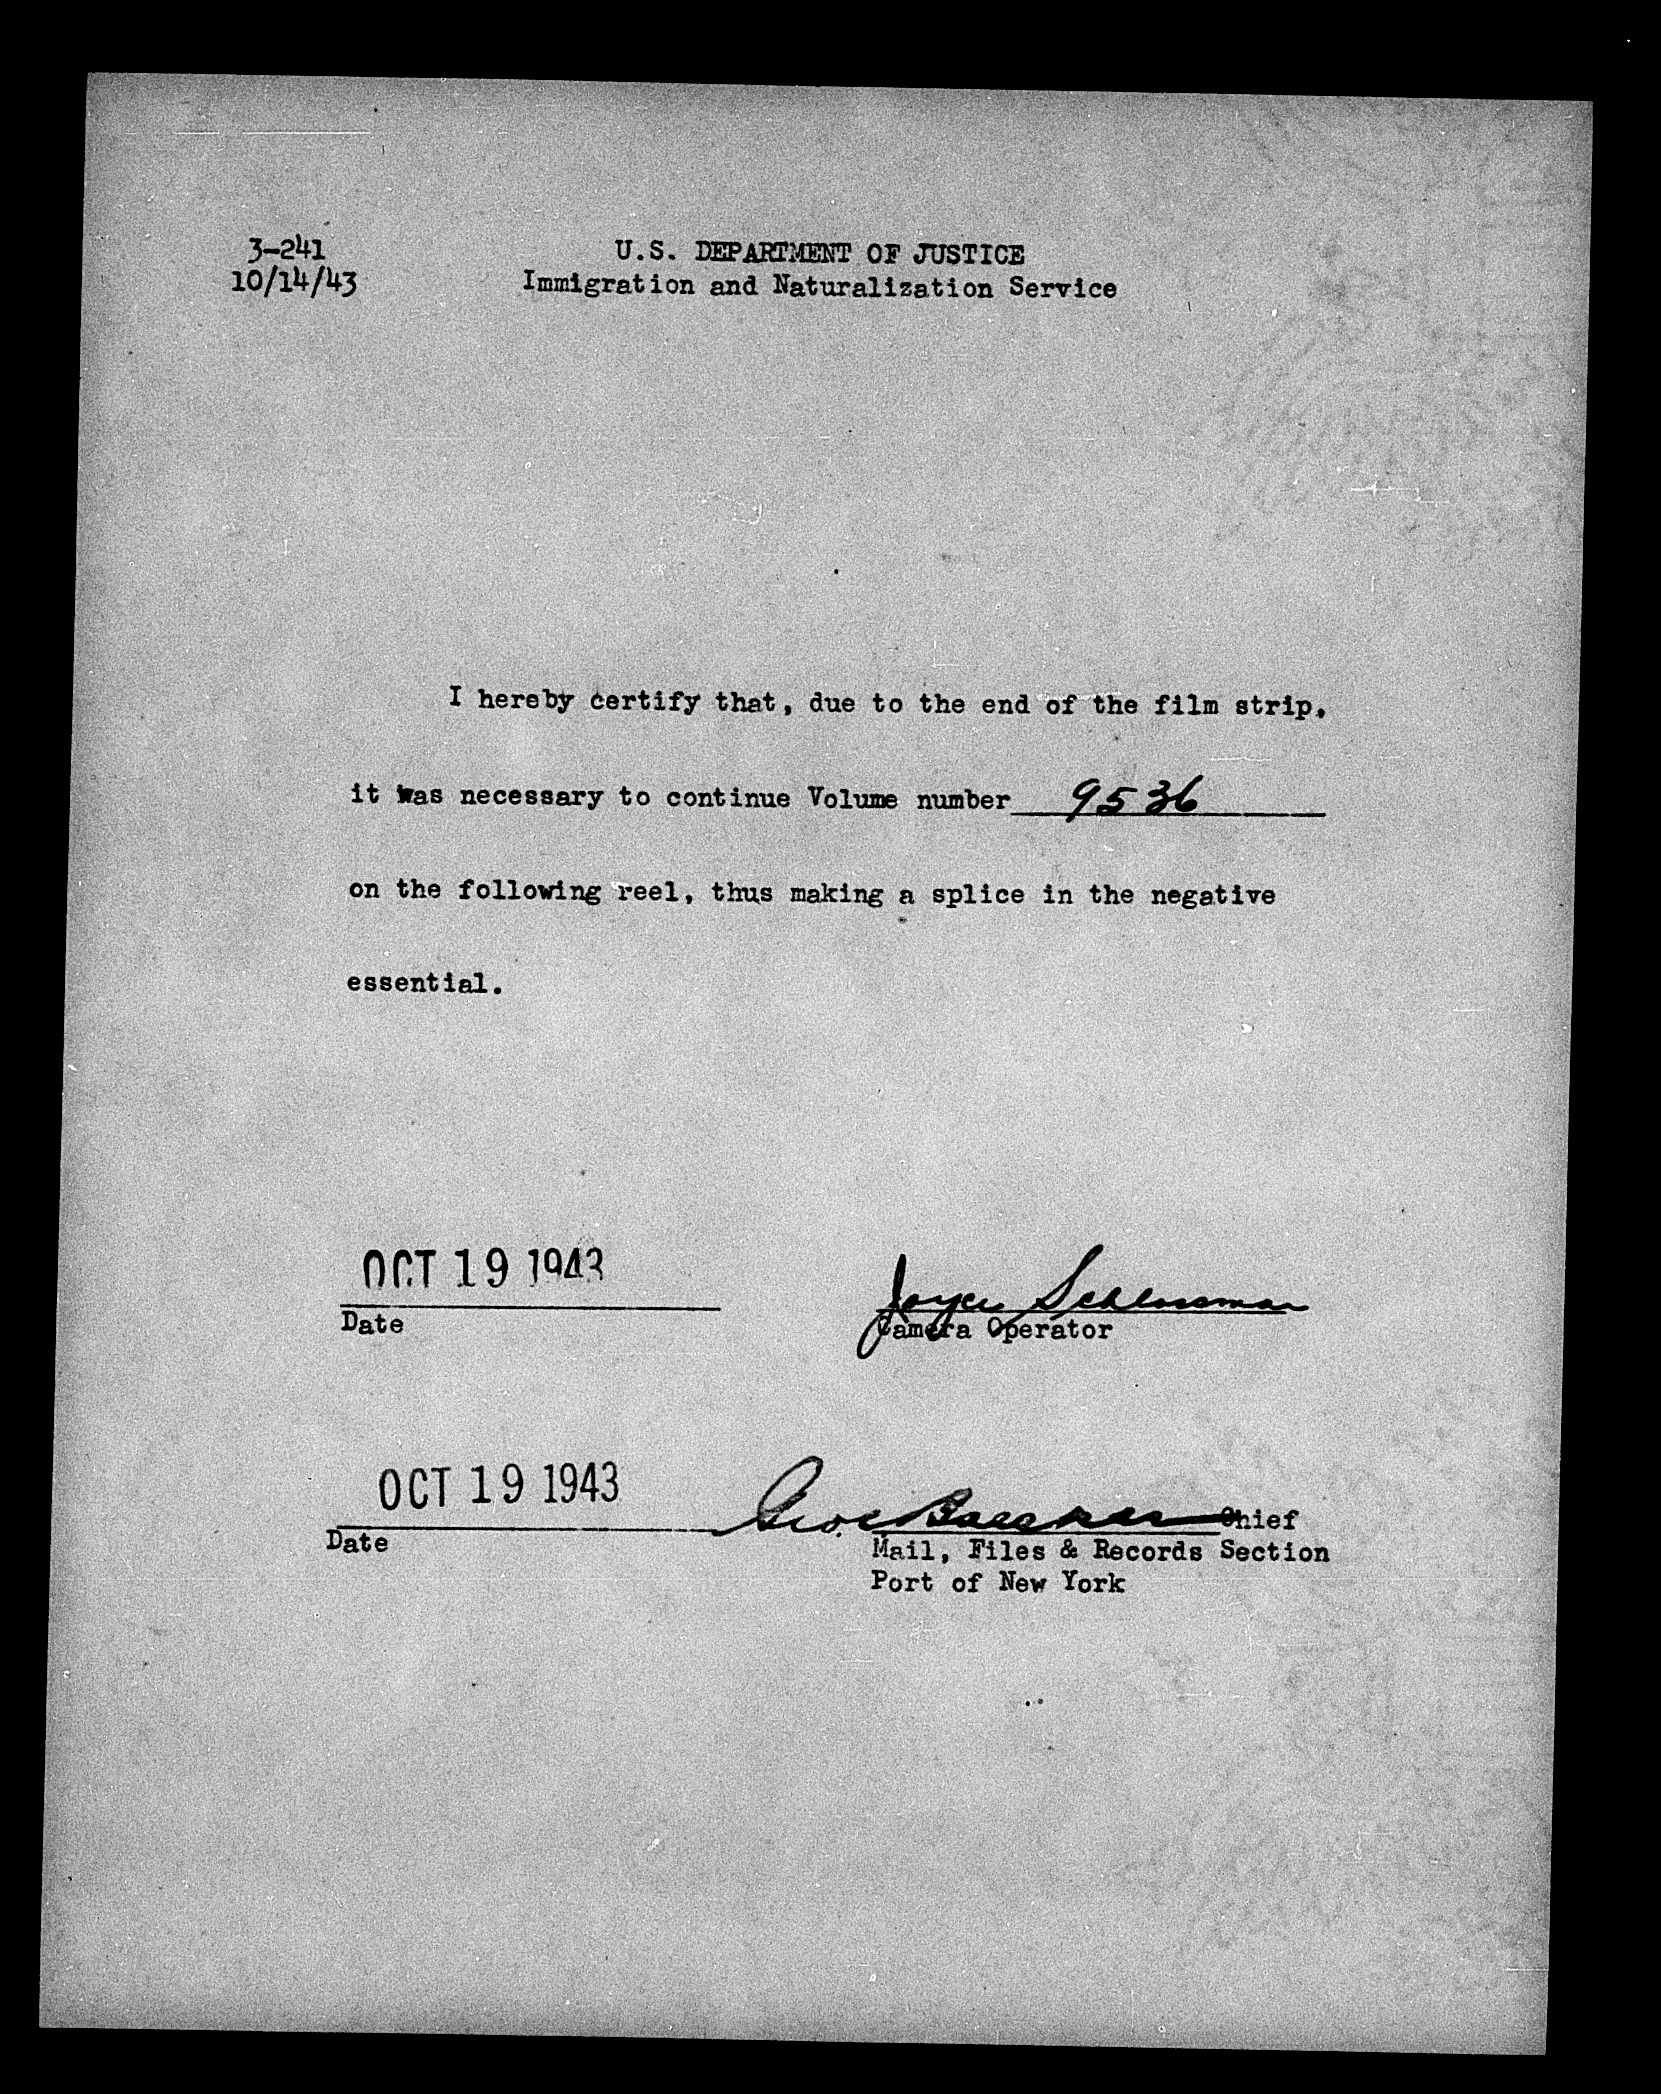 3-241
10/14/43
U.S. DEPARTMENT OF JUSTICE
Immigration and Naturalization Service
I hereby certify that, due to the end of the film strip.
it was necessary to continue Volume number 9536
on the following reel, thus making a splice in the negative
essential.
OCT 19 1943
Date
Joyce Schlossman
Camera Operator
OCT 19 1943
Date
Geo. Chief
Mail, Files & Records Section
Port of New York